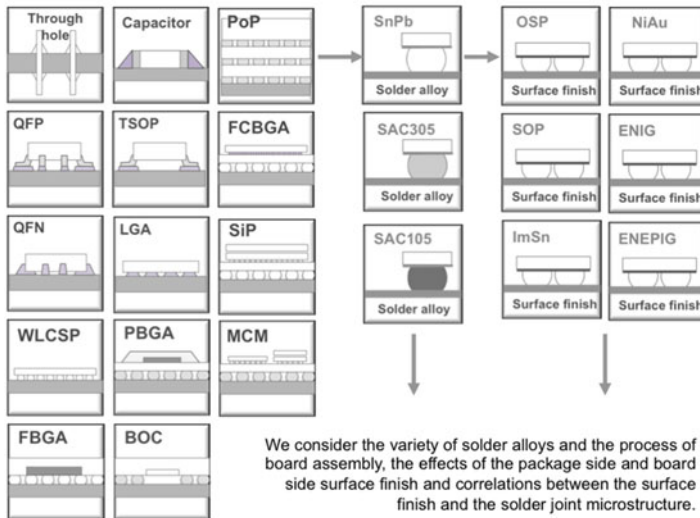 Through
hole
Capacitor
PoP
QFP
TSOP
FCBGA
QFN
LGA
SiP
WLCSP
PBGA
MCM
FBGA
BOC
SnPb
Solder alloy
SAC305
Solder alloy
SAC105
Solder alloy
OSP
Surface finish
NiAu
Surface finish
SOP
Surface finish
ENIG
Surface finish
ImSn
Surface finish
ENEPIG
Surface finish
We consider the variety of solder alloys and the process of
board assembly, the effects of the package side and board
side surface finish and correlations between the surface
finish and the solder joint microstructure.